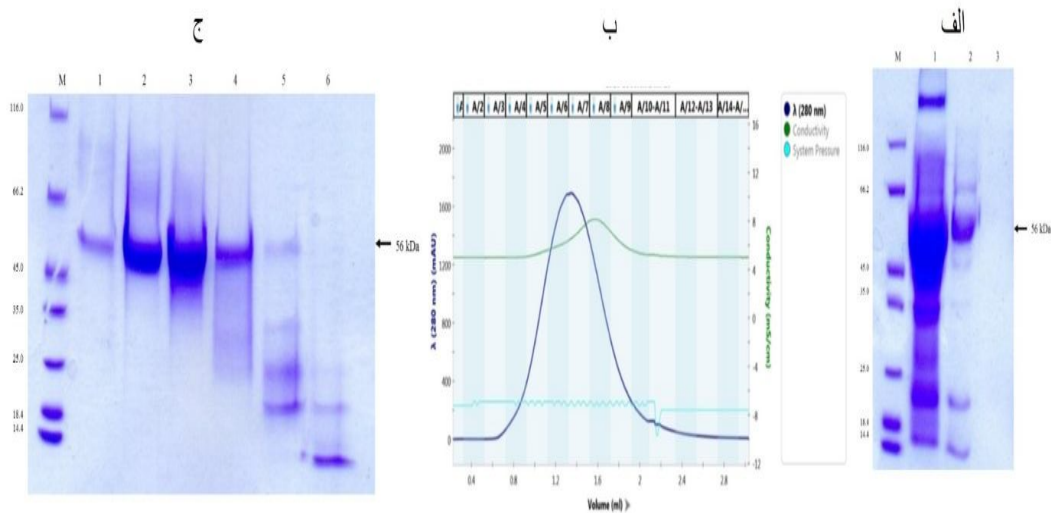 ج
ب
الف
M 1 2 3 4 5 6
116.0
66.2
45.0
35.0
25.0
18.4
14.4
56 kDa
A/2 A/3 A/4 A/5 A/6 A/7 A/8 A/9 A/10-A/11 A/12-A/13 A/14-A/...
λ (280 nm)
Conductivity
System Pressure
λ (280 nm) (mAU)
2000
1600
1200
800
400
0
16
12
8
4
0
-4
-8
-12
Conductivity (mS/cm)
0.4 0.8 1.2 1.6 2 2.4 2.8
Volume (ml)
M 1 2 3
116.0
66.2
45.0
35.0
25.0
18.4
14.4
56 kDa